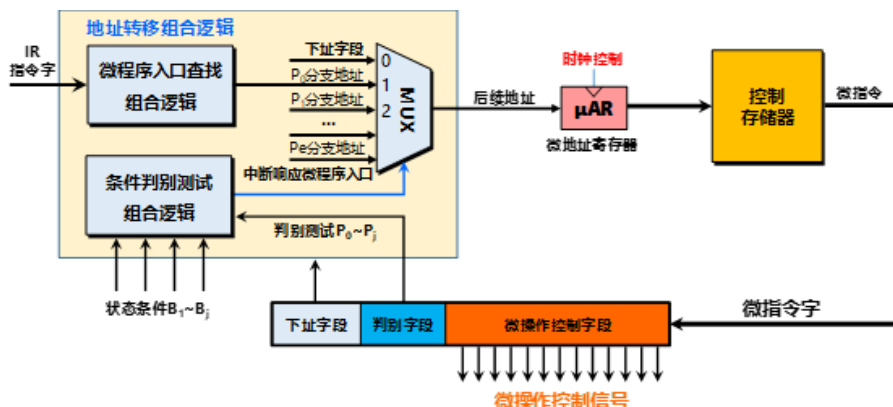 地址转移组合逻辑
IR
指令字
微程序入口查找
组合逻辑
下址字段
P₀分支地址
P₁分支地址
...
Pe分支地址
中断响应微程序入口
0
1
2
MUX
后续地址
时钟控制
μAR
微地址寄存器
控制
存储器
微指令
条件判别测试
组合逻辑
判别测试P₀~Pⱼ
状态条件B₁~Bⱼ
下址字段
判别字段
微操作控制字段
微指令字
微操作控制信号